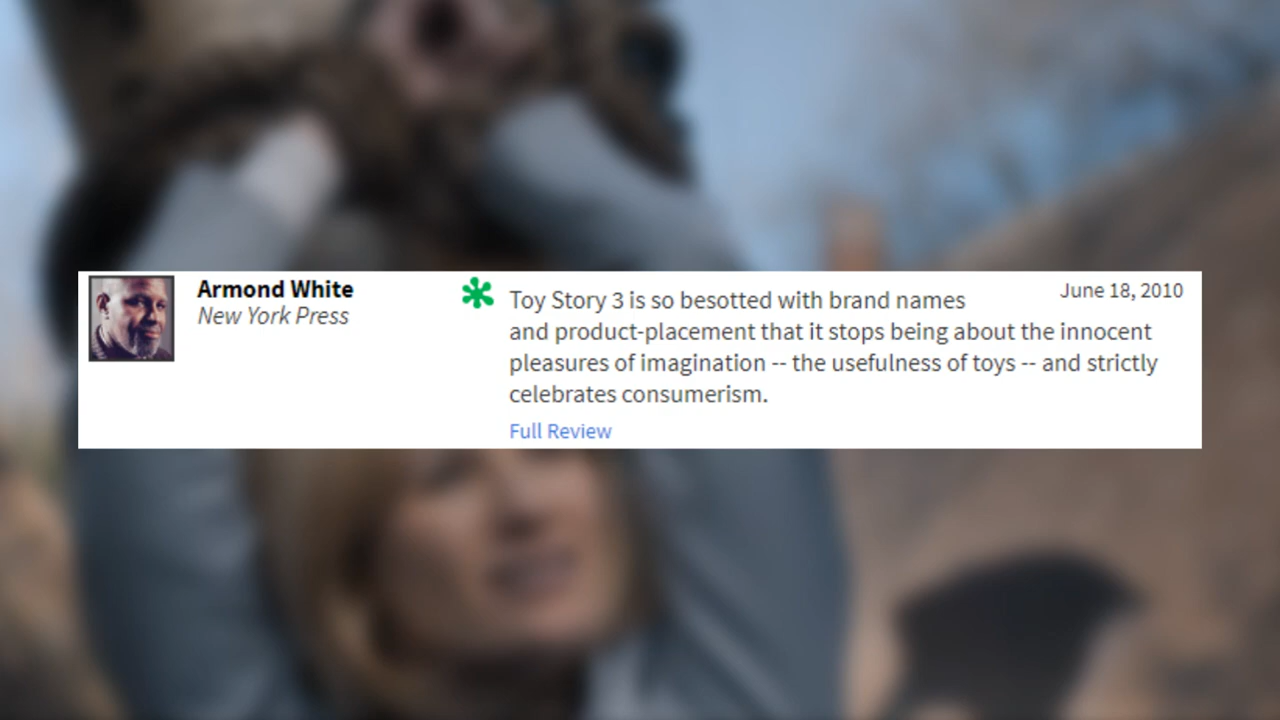 Armond White
New York Press
June 18, 2010
Toy Story 3 is so besotted with brand names
and product-placement that it stops being about the innocent
pleasures of imagination -- the usefulness of toys -- and strictly
celebrates consumerism.
Full Review